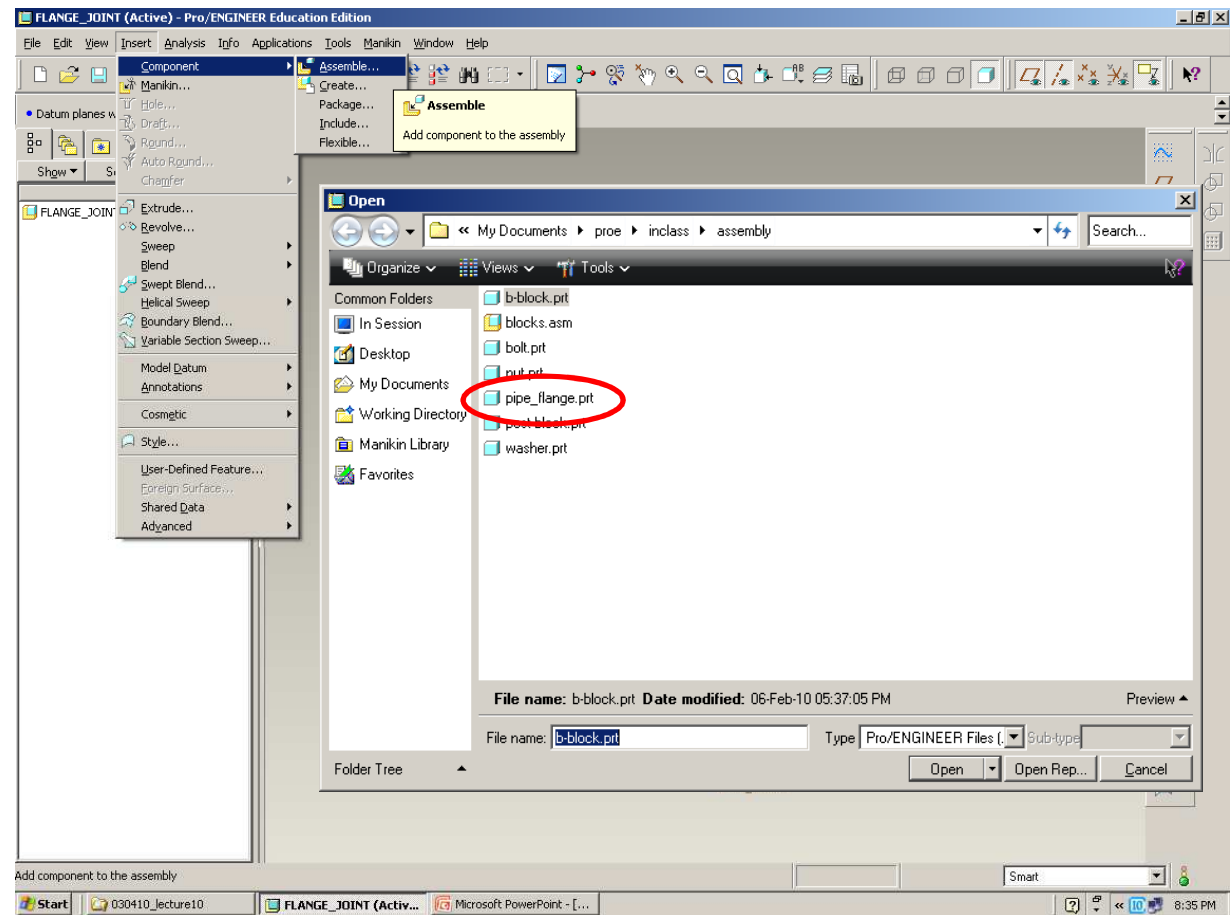 FLANGE_JOINT (Active) - Pro/ENGINEER Education Edition
File Edit View Insert Analysis Info Applications Tools Manikin Window Help
Component
Manikin...
Hole...
Draft...
Round...
Auto Round...
Chamfer
Extrude...
Revolve...
Sweep
Blend
Swept Blend...
Helical Sweep
Boundary Blend...
Variable Section Sweep...
Model Datum
Annotations
Cosmetic
Style...
User-Defined Feature...
Foreign Surface...
Shared Data
Advanced
Assemble...
Create...
Package...
Include...
Flexible...
Assemble
Add component to the assembly
Datum planes w
Show
FLANGE_JOIN
Open
« My Documents proe inclass assembly
Search...
Organize Views Tools
Common Folders
In Session
Desktop
My Documents
Working Directory
Manikin Library
Favorites
b-block.prt
blocks.asm
bolt.prt
nut.prt
pipe_flange.prt
post-block.prt
washer.prt
File name: b-block.prt Date modified: 06-Feb-10 05:37:05 PM
Preview
File name: b-block.prt
Type Pro/ENGINEER Files (. Sub-type
Folder Tree
Open Open Rep... Cancel
Add component to the assembly
Smart
Start 030410_lecture10 FLANGE_JOINT (Activ... Microsoft PowerPoint - [... « 10 8:35 PM